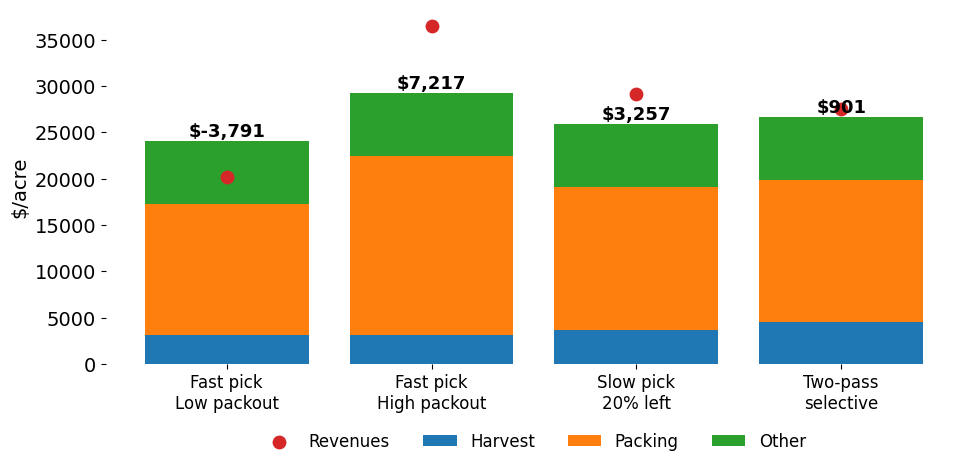 35000
30000
25000
20000
15000
10000
5000
0
$/acre
$-3,791
$7,217
$3,257
$901
Fast pick
Low packout
Fast pick
High packout
Slow pick
20% left
Two-pass
selective
Revenues
Harvest
Packing
Other